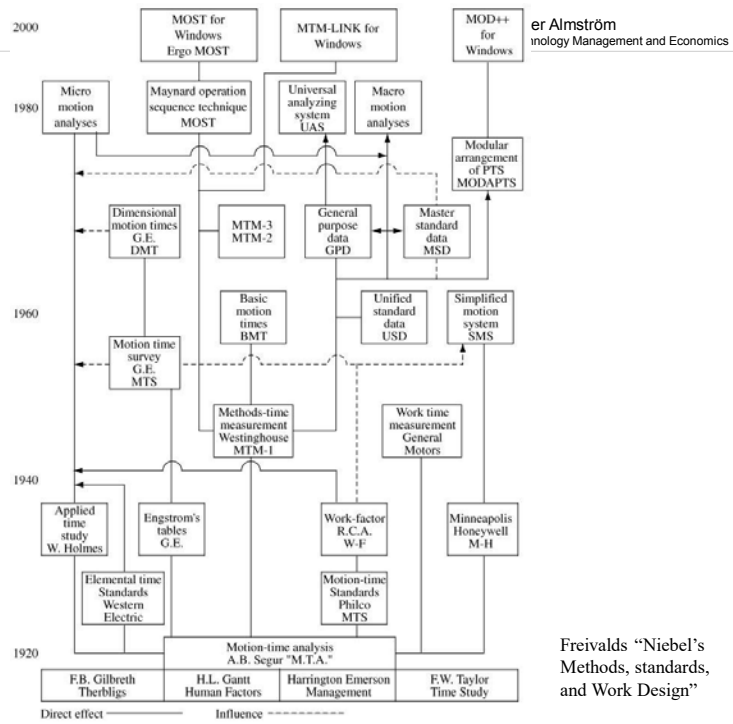 2000
MOST for
Windows
Ergo MOST
MTM-LINK for
Windows
MOD++
for
Windows
er Almström
nology Management and Economics
1980
Micro
motion
analyses
Maynard operation
sequence technique
MOST
Universal
analyzing
system
UAS
Macro
motion
analyses
Modular
arrangement
of PTS
MODAPTS
Dimensional
motion times
G.E.
DMT
MTM-3
MTM-2
General
purpose
data
GPD
Master
standard
data
MSD
1960
Basic
motion
times
BMT
Unified
standard
data
USD
Simplified
motion
system
SMS
Motion time
survey
G.E.
MTS
Methods-time
measurement
Westinghouse
MTM-1
Work time
measurement
General
Motors
1940
Applied
time
study
W. Holmes
Engstrom's
tables
G.E.
Work-factor
R.C.A.
W-F
Minneapolis
Honeywell
M-H
Elemental time
Standards
Western
Electric
Motion-time
Standards
Philco
MTS
1920
Motion-time analysis
A.B. Segur "M.T.A."
F.B. Gilbreth
Therbligs
H.L. Gantt
Human Factors
Harrington Emerson
Management
F.W. Taylor
Time Study
Direct effect
Influence
Freivalds “Niebel’s
Methods, standards,
and Work Design”